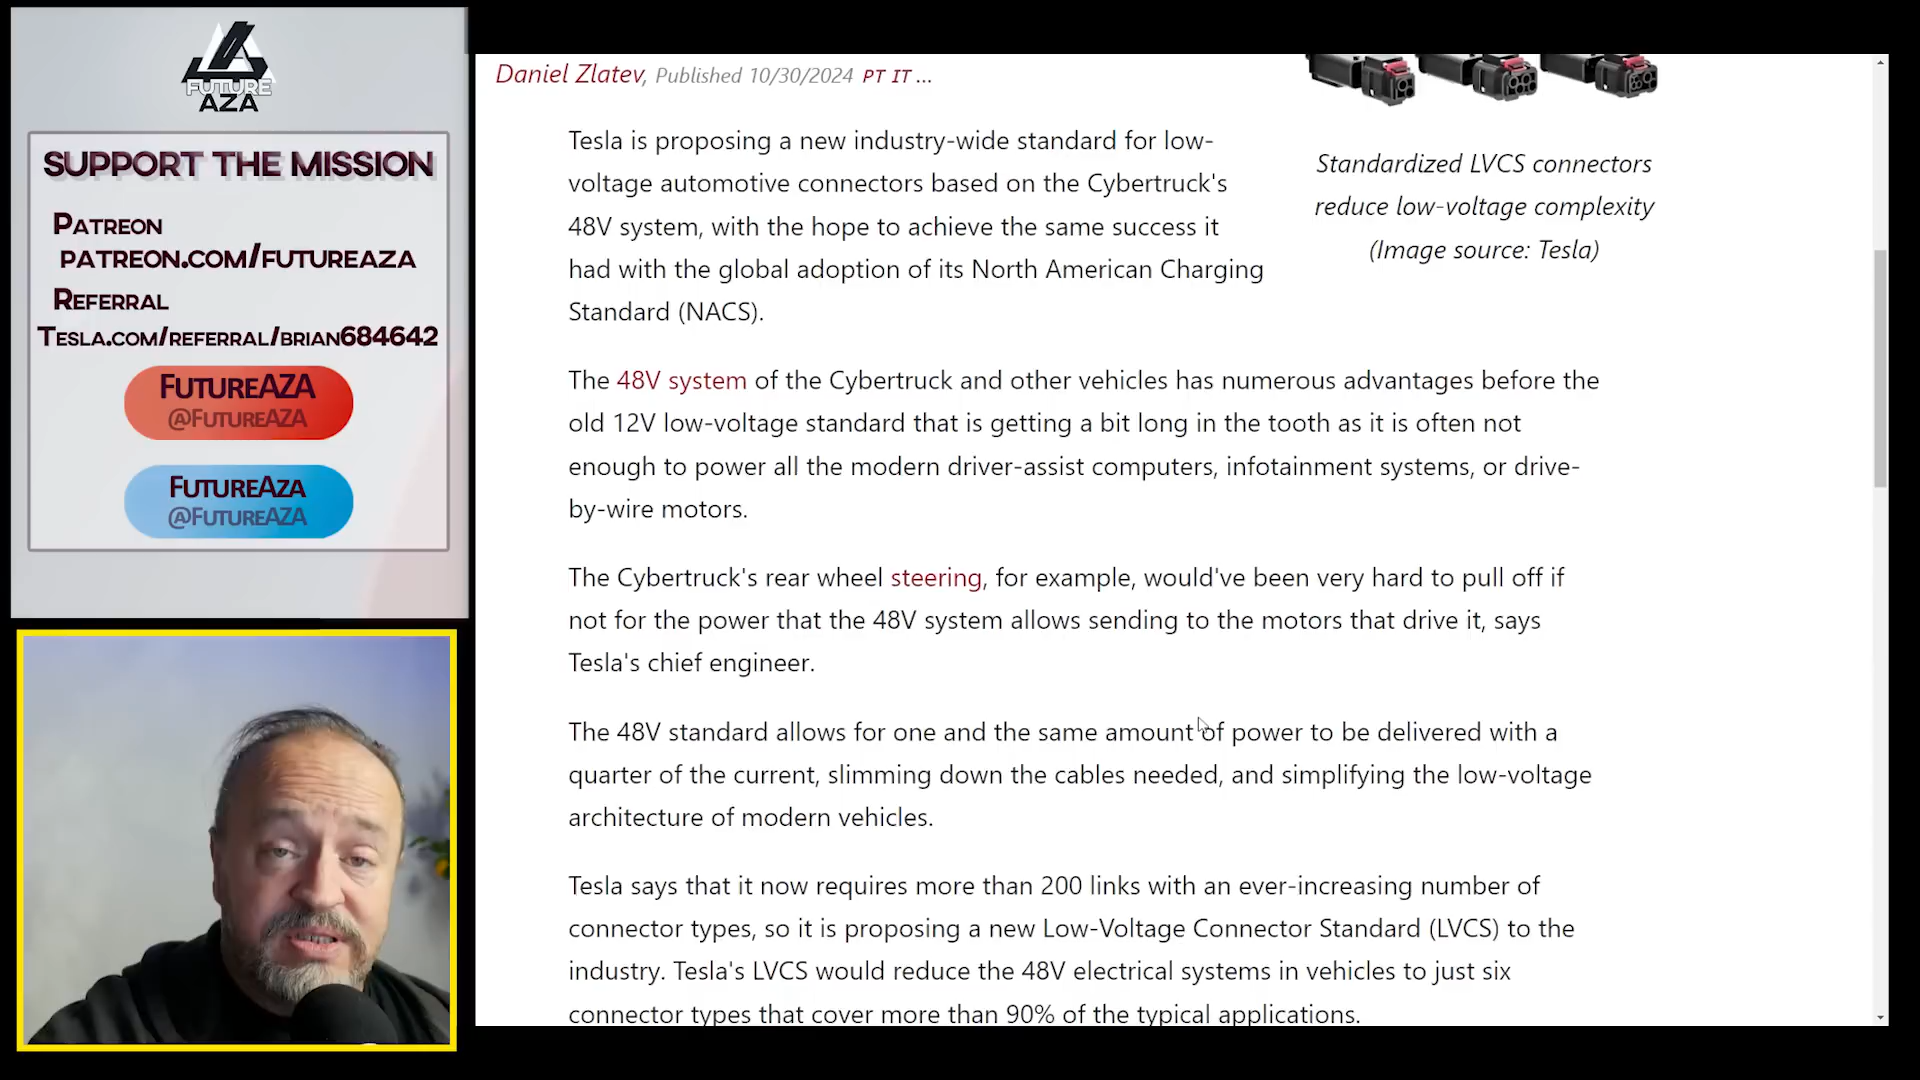 FUTURE
AZA
SUPPORT THE MISSION
PATREON
PATREON.COM/FUTUREAZA
REFERRAL
TESLA.COM/REFERRAL/BRIAN684642
FUTUREAZA
@FUTUREAZA
FUTUREAZA
@FUTUREAZA
Daniel Zlatev, Published 10/30/2024 PT IT ...
Tesla is proposing a new industry-wide standard for low-
voltage automotive connectors based on the Cybertruck's
48V system, with the hope to achieve the same success it
had with the global adoption of its North American Charging
Standard (NACS).
Standardized LVCS connectors
reduce low-voltage complexity
(Image source: Tesla)
The 48V system of the Cybertruck and other vehicles has numerous advantages before the
old 12V low-voltage standard that is getting a bit long in the tooth as it is often not
enough to power all the modern driver-assist computers, infotainment systems, or drive-
by-wire motors.
The Cybertruck's rear wheel steering, for example, would've been very hard to pull off if
not for the power that the 48V system allows sending to the motors that drive it, says
Tesla's chief engineer.
The 48V standard allows for one and the same amount of power to be delivered with a
quarter of the current, slimming down the cables needed, and simplifying the low-voltage
architecture of modern vehicles.
Tesla says that it now requires more than 200 links with an ever-increasing number of
connector types, so it is proposing a new Low-Voltage Connector Standard (LVCS) to the
industry. Tesla's LVCS would reduce the 48V electrical systems in vehicles to just six
connector types that cover more than 90% of the typical applications.